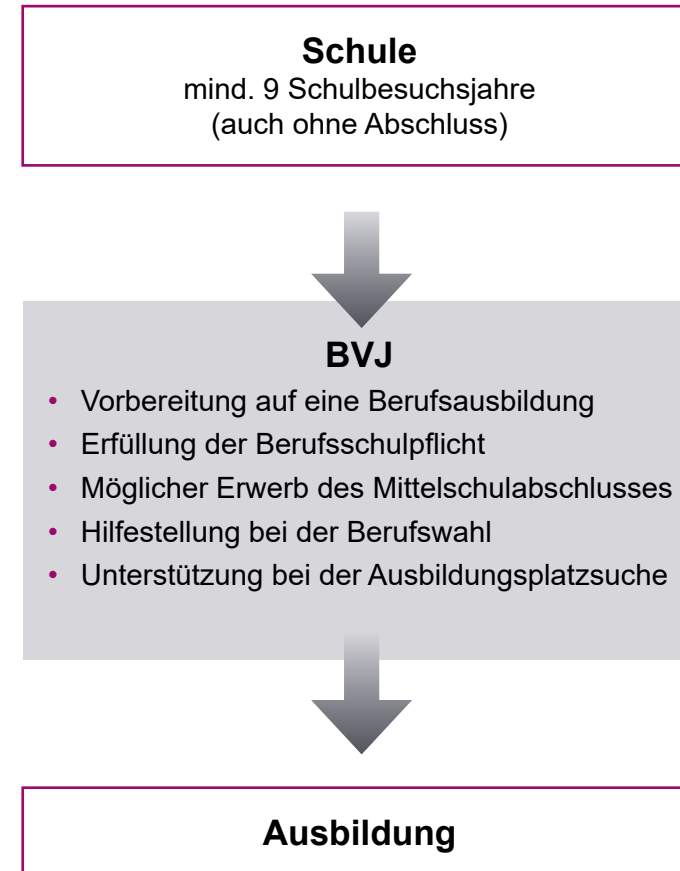 Schule
mind. 9 Schulbesuchsjahre
(auch ohne Abschluss)
BVJ
• Vorbereitung auf eine Berufsausbildung
• Erfüllung der Berufsschulpflicht
• Möglicher Erwerb des Mittelschulabschlusses
• Hilfestellung bei der Berufswahl
• Unterstützung bei der Ausbildungsplatzsuche
Ausbildung